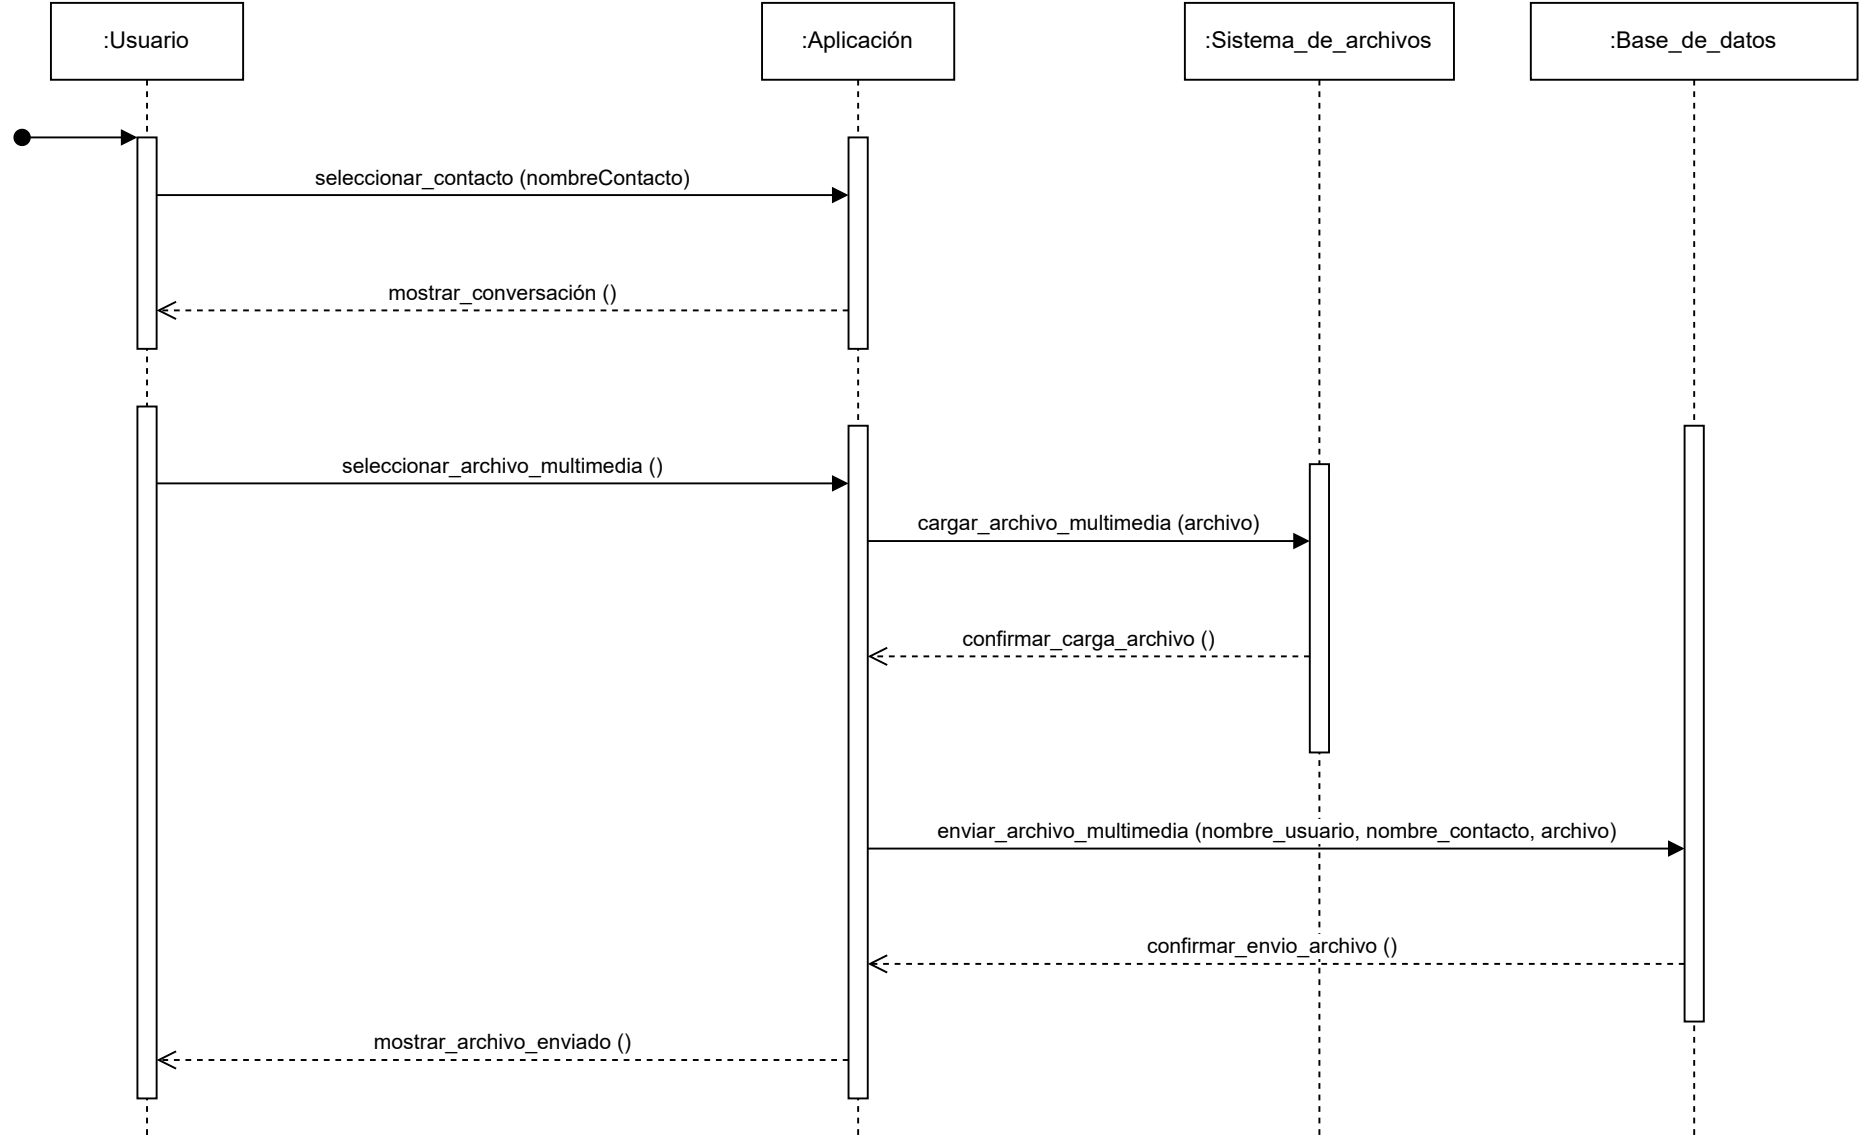 :Usuario
:Aplicación
:Sistema_de_archivos
:Base_de_datos
seleccionar_contacto (nombreContacto)
mostrar_conversación ()
seleccionar_archivo_multimedia ()
cargar_archivo_multimedia (archivo)
confirmar_carga_archivo ()
enviar_archivo_multimedia (nombre_usuario, nombre_contacto, archivo)
confirmar_envio_archivo ()
mostrar_archivo_enviado ()